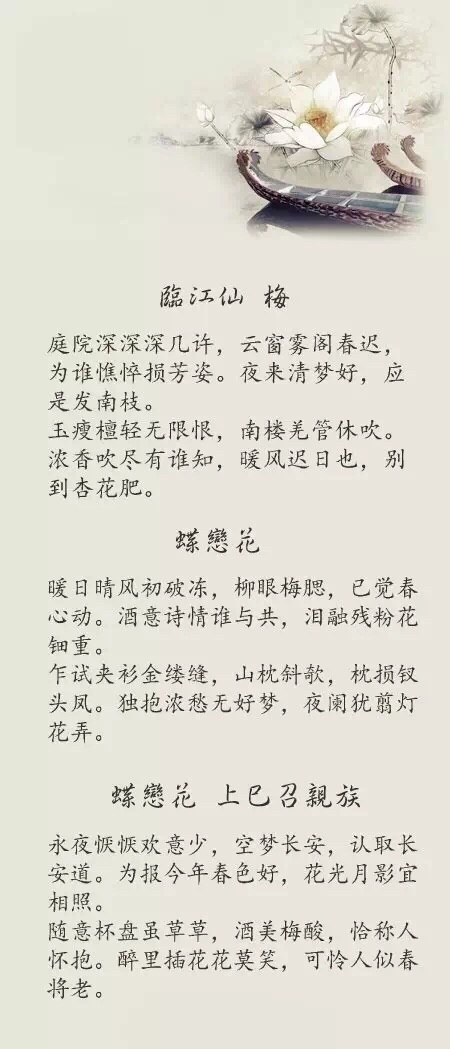 臨江仙 梅
庭院深深深几许，云窗雾阁春迟，
为谁憔悴损芳姿。夜来清梦好，应
是发南枝。
玉瘦檀轻无限恨，南楼羌管休吹。
浓香吹尽有谁知，暖风迟日也，别
到杏花肥。
蝶戀花
暖日晴风初破冻，柳眼梅腮，已觉春
心动。酒意诗情谁与共，泪融残粉花
钿重。
乍试夹衫金缕缝，山枕斜欹，枕损钗
头凤。独抱浓愁无好梦，夜阑犹翦灯
花弄。
蝶戀花 上巳召親族
永夜恹恹欢意少，空梦长安，认取长
安道。为报今年春色好，花光月影宜
相照。
随意杯盘虽草草，酒美梅酸，恰称人
怀抱。醉里插花花莫笑，可怜人似春
将老。